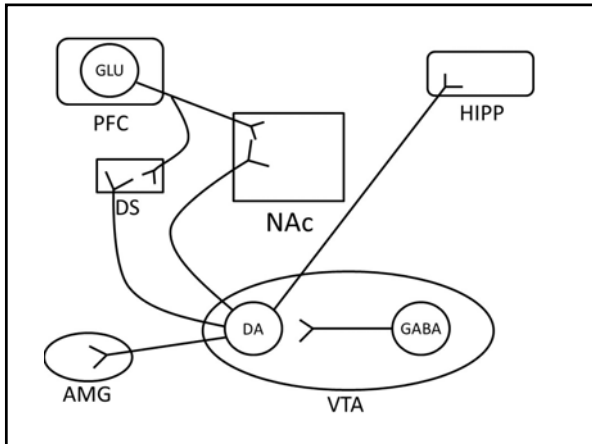 GLU
PFC
HIPP
DS
NAc
DA
GABA
AMG
VTA